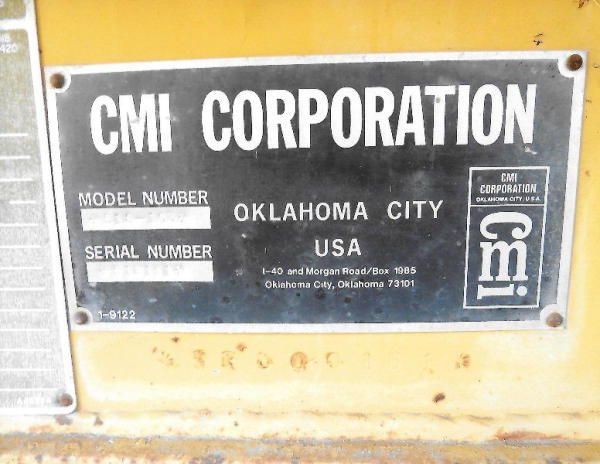 CMI CORPORATION
MODEL NUMBER
SERIAL NUMBER
OKLAHOMA CITY
USA
I-40 and Morgan Road/Box 1985
Oklahoma City, Oklahoma 73101
1-9122
CMI
CORPORATION
OKLAHOMA CITY, U.S.A.
cmi